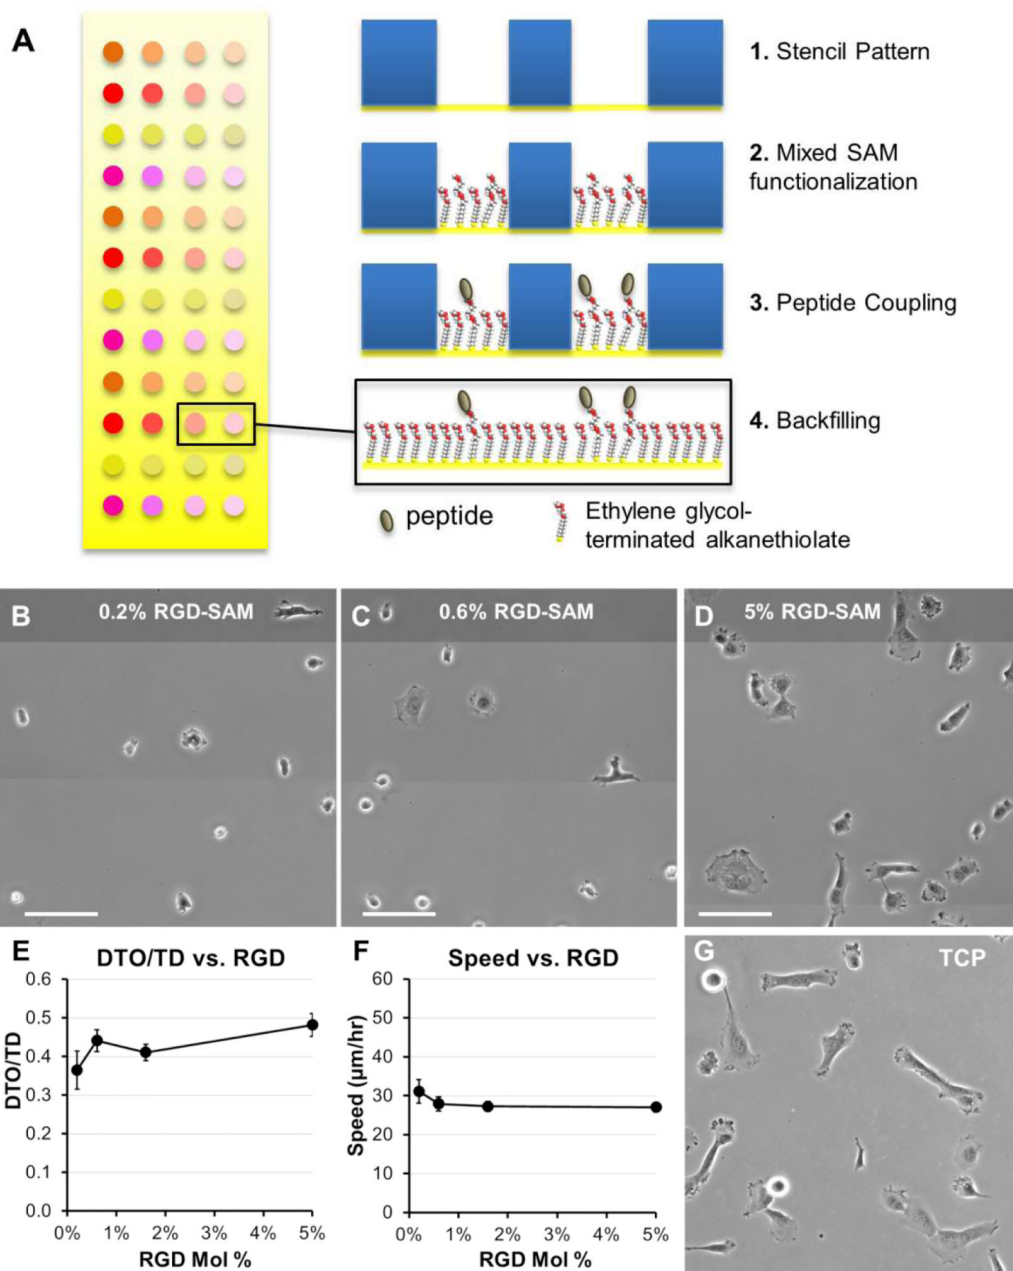 A
1. Stencil Pattern
2. Mixed SAM
functionalization
3. Peptide Coupling
4. Backfilling
peptide
Ethylene glycol-
terminated alkanethiolate
B
0.2% RGD-SAM
C
0.6% RGD-SAM
D
5% RGD-SAM
E
DTO/TD vs. RGD
DTO/TD
0.6
0.5
0.4
0.3
0.2
0.1
0.0
0% 1% 2% 3% 4% 5%
RGD Mol %
F
Speed vs. RGD
Speed (µm/hr)
60
50
40
30
20
10
0
0% 1% 2% 3% 4% 5%
RGD Mol %
G
TCP